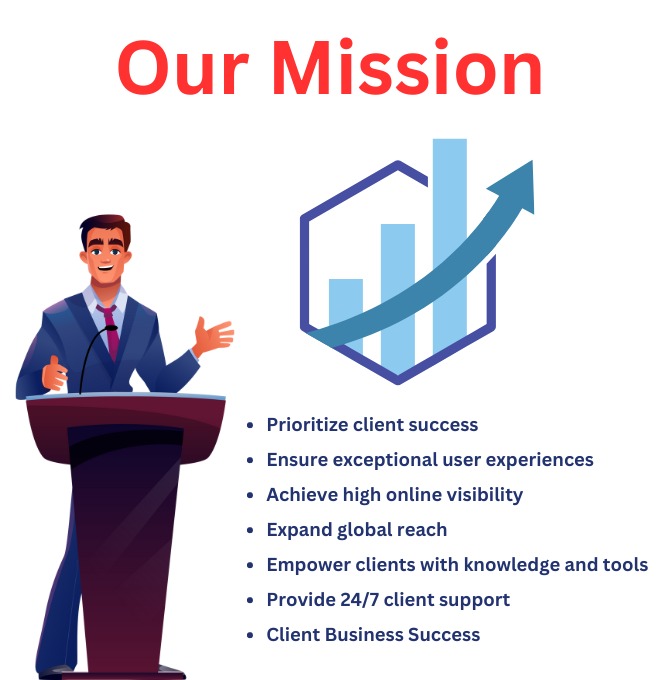 Our Mission
• Prioritize client success
• Ensure exceptional user experiences
• Achieve high online visibility
• Expand global reach
• Empower clients with knowledge and tools
• Provide 24/7 client support
• Client Business Success